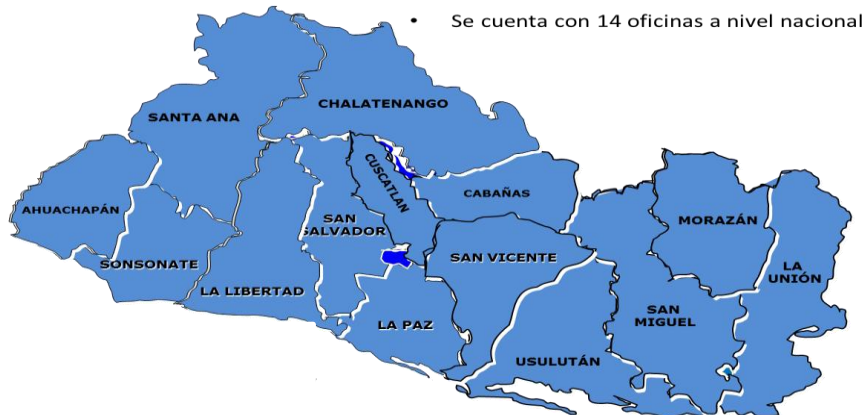 • Se cuenta con 14 oficinas a nivel nacional
CHALATENANGO
SANTA ANA
CUSCATLAN
CABAÑAS
AHUACHAPÁN
SAN
SALVADOR
MORAZÁN
SONSONATE
SAN VICENTE
LA
UNIÓN
LA LIBERTAD
SAN
MIGUEL
LA PAZ
USULUTÁN